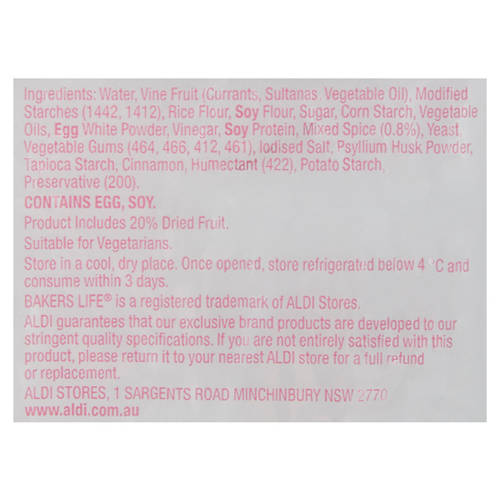 Ingredients: Water, Vine Fruit (Currants, Sultanas, Vegetable Oil), Modified
Starches (1442, 1412), Rice Flour, Soy Flour, Sugar, Corn Starch, Vegetable
Oils, Egg White Powder, Vinegar, Soy Protein, Mixed Spice (0.8%), Yeast,
Vegetable Gums (464, 466, 412, 461), Iodised Salt, Psyllium Husk Powder,
Tapioca Starch, Cinnamon, Humectant (422), Potato Starch,
Preservative (200).
CONTAINS EGG, SOY.
Product Includes 20% Dried Fruit.
Suitable for Vegetarians.
Store in a cool, dry place. Once opened, store refrigerated below 4°C and
consume within 3 days.
BAKERS LIFE® is a registered trademark of ALDI Stores.
ALDI guarantees that our exclusive brand products are developed to our
stringent quality specifications. If you are not entirely satisfied with this
product, please return it to your nearest ALDI store for a full refund
or replacement.
ALDI STORES, 1 SARGENTS ROAD MINCHINBURY NSW 2770
www.aldi.com.au